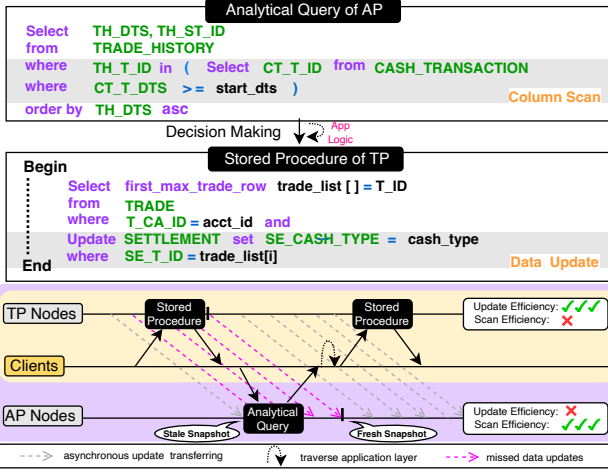 Analytical Query of AP
Select TH_DTS, TH_ST_ID
from TRADE_HISTORY
where TH_T_ID in ( Select CT_T_ID from CASH_TRANSACTION
where CT_T_DTS >= start_dts )
Column Scan
order by TH_DTS asc
Decision Making
App
Logic
Stored Procedure of TP
Begin
Select first_max_trade_row trade_list [ ] = T_ID
from TRADE
where T_CA_ID = acct_id and
Update SETTLEMENT set SE_CASH_TYPE = cash_type
where SE_T_ID = trade_list[i]
End
Data Update
TP Nodes
Stored
Procedure
Stored
Procedure
Update Efficiency: ✓✓✓
Scan Efficiency: ✗
Clients
AP Nodes
Analytical
Query
Update Efficiency: ✗
Scan Efficiency: ✓✓✓
Stale Snapshot
Fresh Snapshot
asynchronous update transferring
traverse application layer
missed data updates